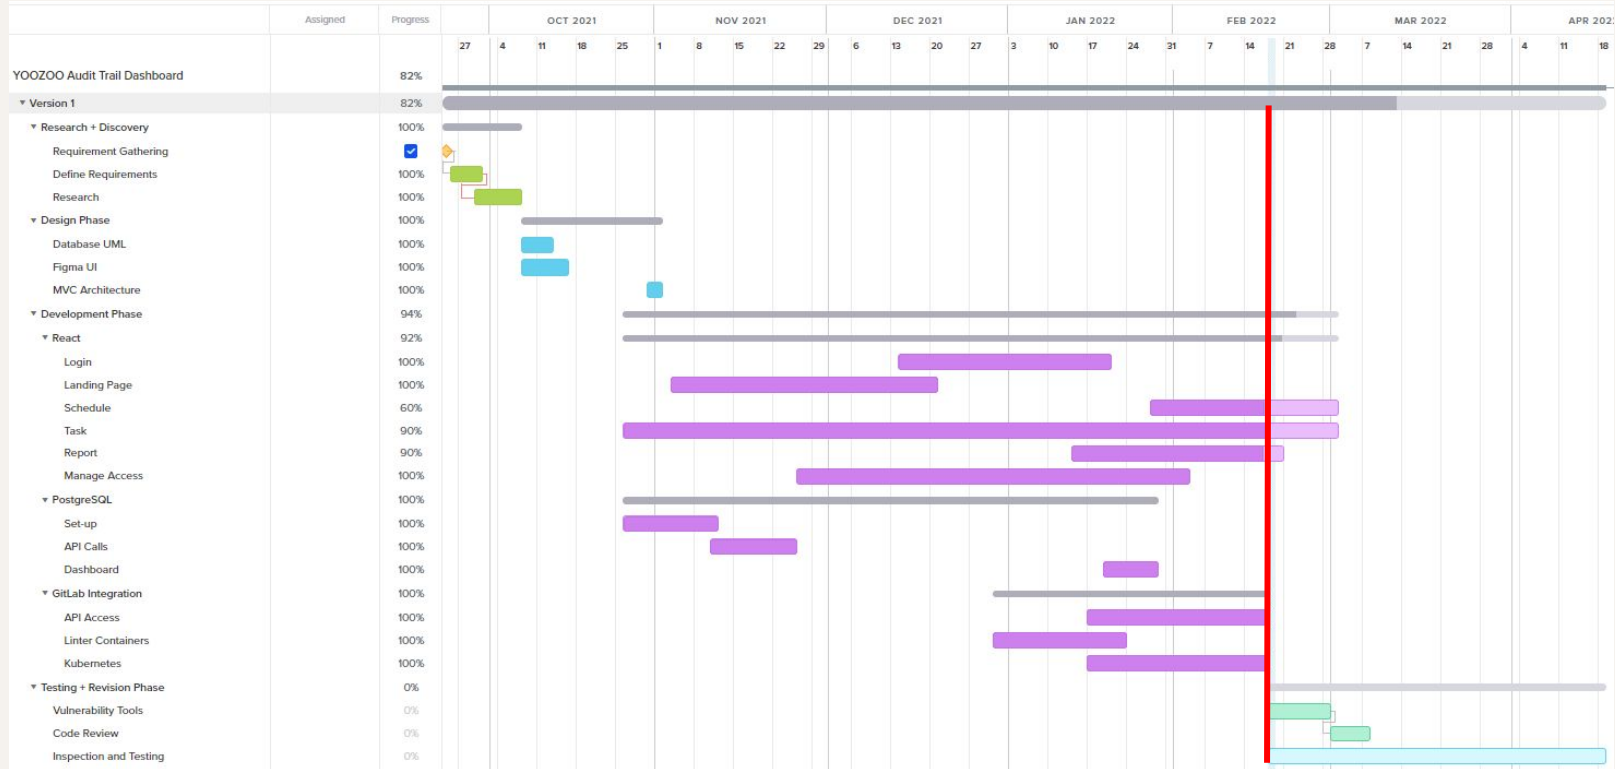 Assigned Progress OCT 2021 NOV 2021 DEC 2021 JAN 2022 FEB 2022 MAR 2022 APR 202
27 4 11 18 25 1 8 15 22 29 6 13 20 27 3 10 17 24 31 7 14 21 28 7 14 21 28 4 11 18
YOOZOO Audit Trail Dashboard 82%
Version 1 82%
Research + Discovery 100%
Requirement Gathering
Define Requirements 100%
Research 100%
Design Phase 100%
Database UML 100%
Figma UI 100%
MVC Architecture 100%
Development Phase 94%
React 92%
Login 100%
Landing Page 100%
Schedule 60%
Task 90%
Report 90%
Manage Access 100%
PostgreSQL 100%
Set-up 100%
API Calls 100%
Dashboard 100%
GitLab Integration 100%
API Access 100%
Linter Containers 100%
Kubernetes 100%
Testing + Revision Phase 0%
Vulnerability Tools 0%
Code Review 0%
Inspection and Testing 0%